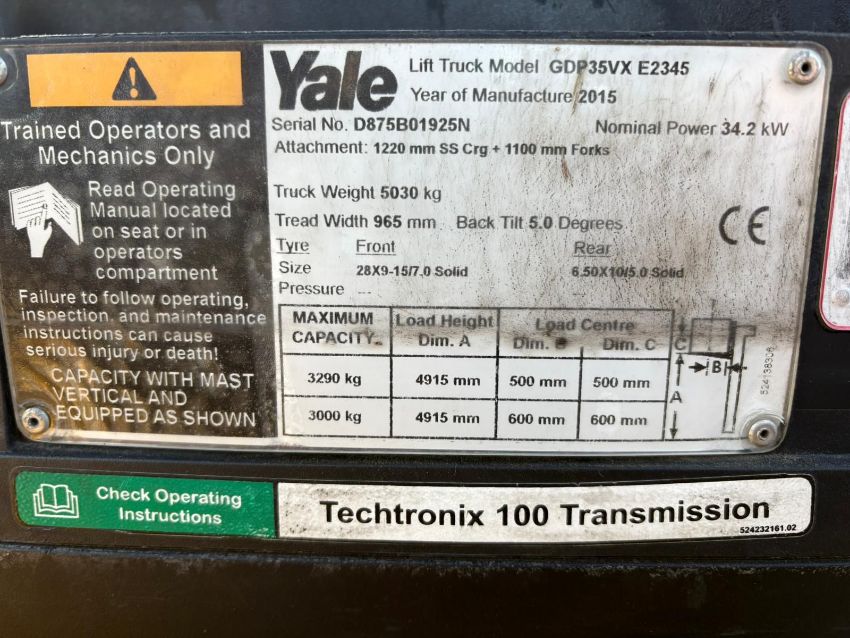 Trained Operators and
Mechanics Only
Read Operating
Manual located
on seat or in
operators
compartment
Failure to follow operating,
inspection, and maintenance
instructions can cause
serious injury or death!
CAPACITY WITH MAST
VERTICAL AND
EQUIPPED AS SHOWN
Yale Lift Truck Model GDP35VX E2345
Year of Manufacture 2015
Serial No. D875B01925N Nominal Power 34.2 kW
Attachment: 1220 mm SS Crg + 1100 mm Forks
Truck Weight 5030 kg
Tread Width 965 mm Back Tilt 5.0 Degrees
CE
Tyre Front Rear
Size 28X9-15/7.0 Solid 6.50X10/5.0 Solid
Pressure ...
MAXIMUM Load Height Load Centre
CAPACITY Dim. A Dim. B Dim. C
3290 kg 4915 mm 500 mm 500 mm
3000 kg 4915 mm 600 mm 600 mm
C
B
A
524138306
Check Operating
Instructions
Techtronix 100 Transmission
524232161.02